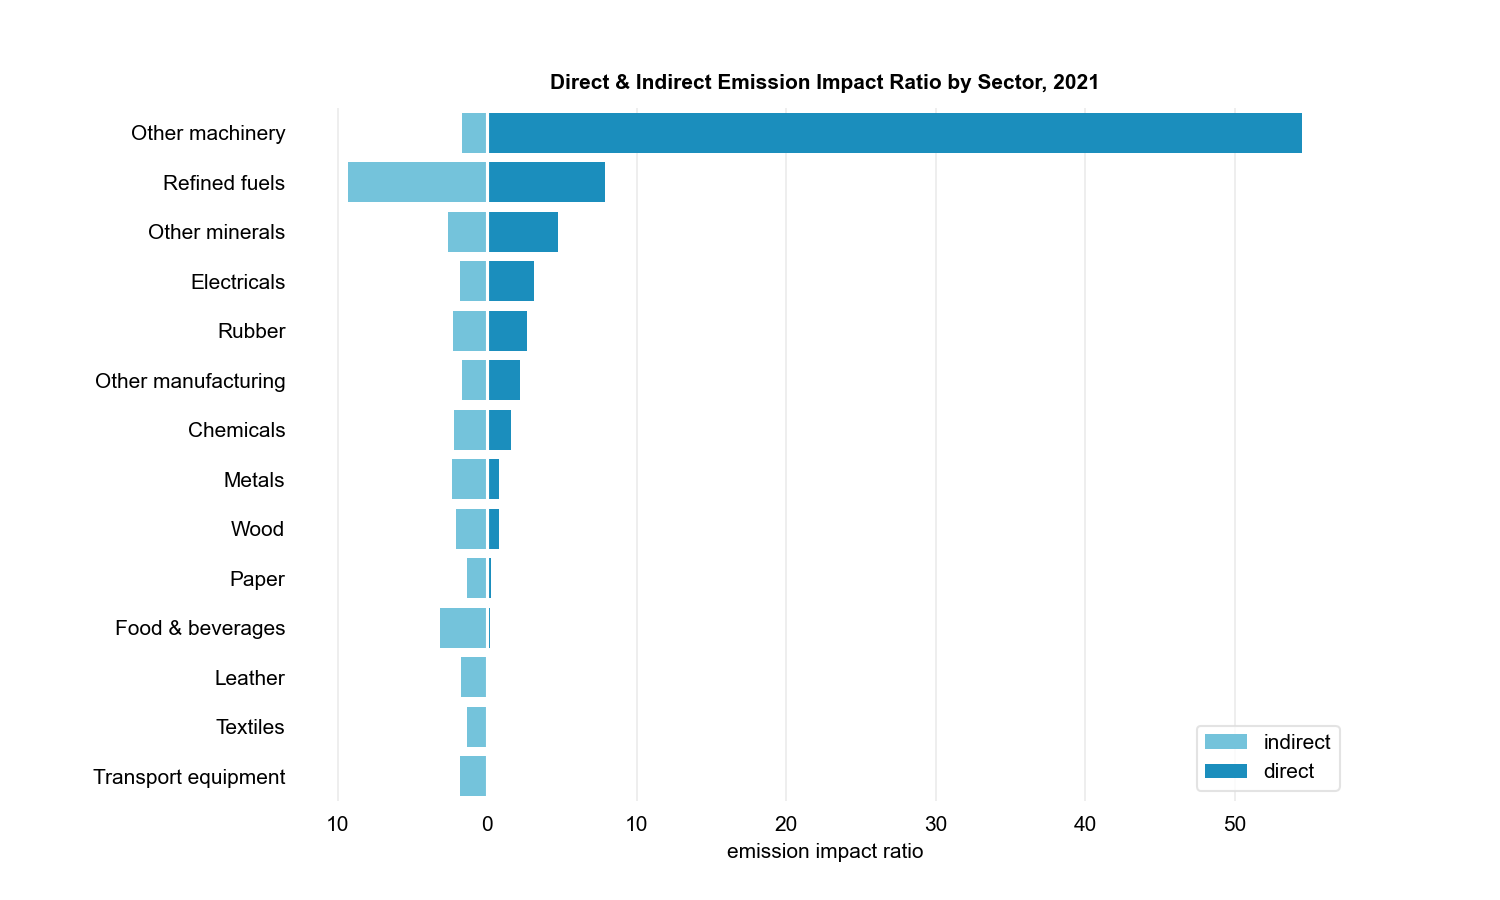 Direct & Indirect Emission Impact Ratio by Sector, 2021
Other machinery
Refined fuels
Other minerals
Electricals
Rubber
Other manufacturing
Chemicals
Metals
Wood
Paper
Food & beverages
Leather
Textiles
Transport equipment
indirect
direct
10 0 10 20 30 40 50
emission impact ratio